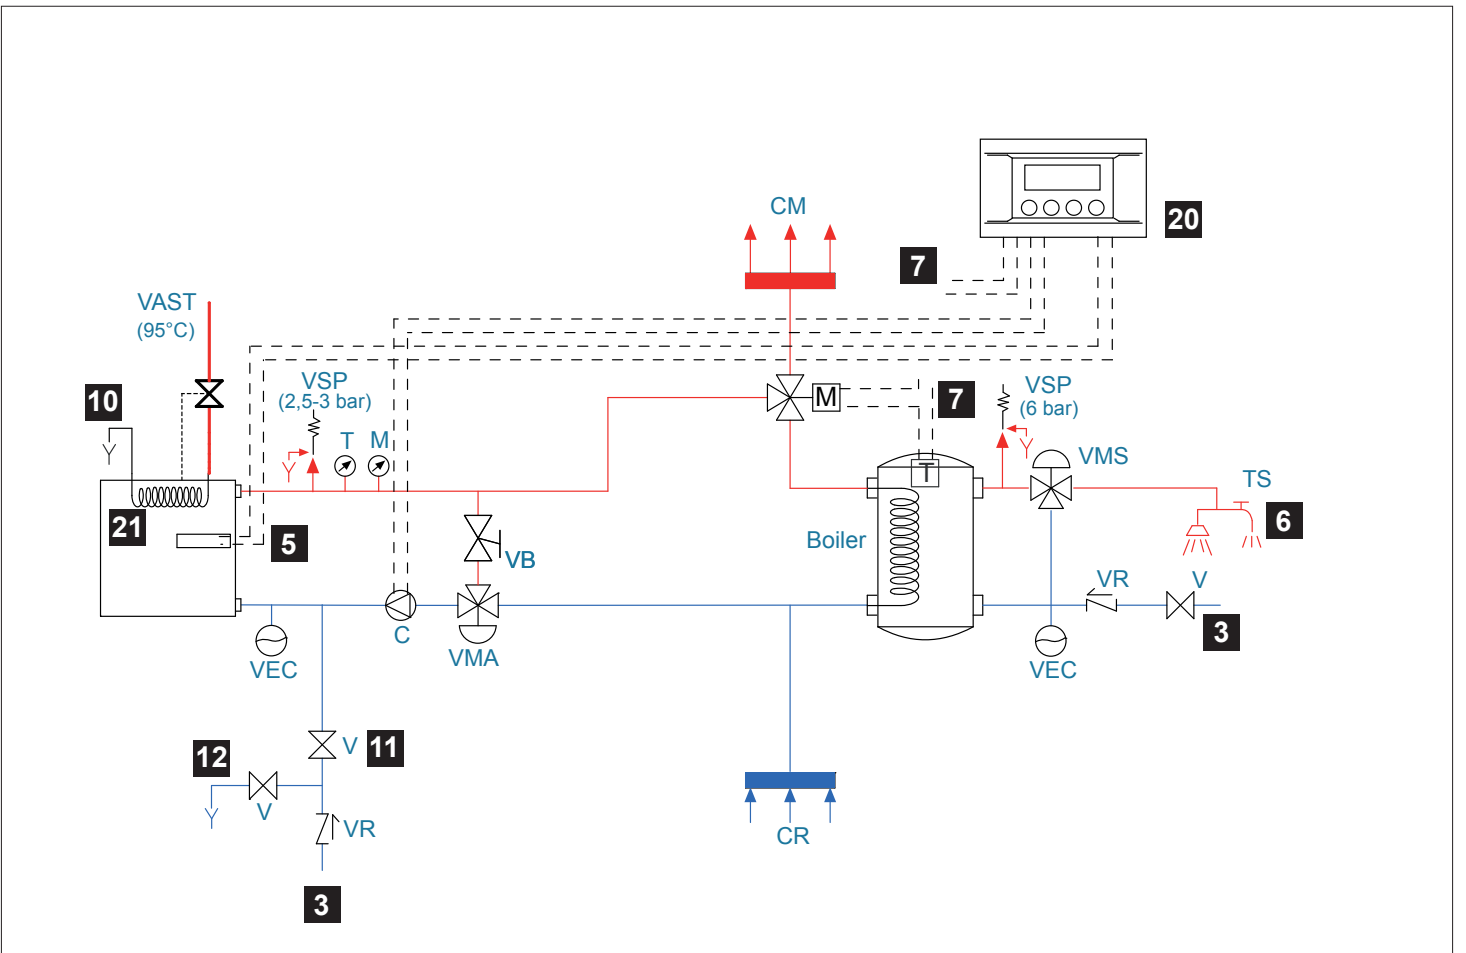 20
CM
7
VAST
(95°C)
10
VSP
(2,5-3 bar)
T
M
M
7
VSP
(6 bar)
VMS
TS
T
21
5
6
Boiler
VB
VR
V
3
C
VMA
VEC
VEC
V
11
12
V
VR
CR
3